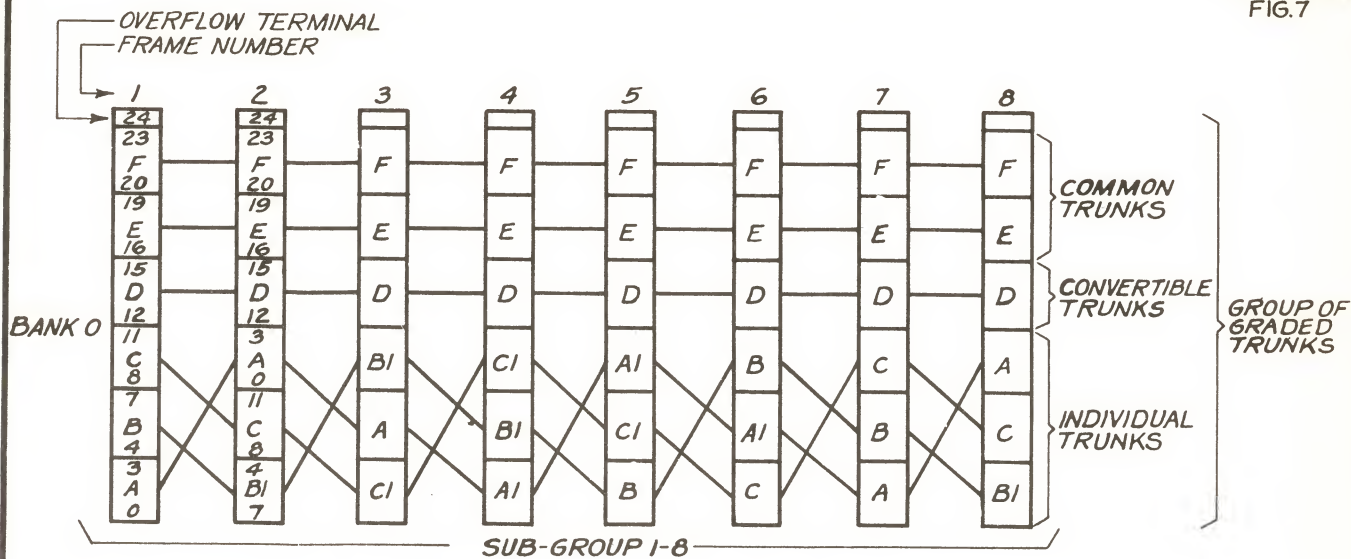 FIG.7
OVERFLOW TERMINAL
FRAME NUMBER
1 2 3 4 5 6 7 8
24 24
23 23
F F F F F F F F
20 20
19 19
E E E E E E E E
16 16
15 15
D D D D D D D D
12 12
11 3
C A B1 C1 A1 B C A
8 0
7 11
B C A B1 C1 A1 B C
4 8
3 4
A B1 C1 A1 B C A B1
0 7
BANK 0
COMMON
TRUNKS
CONVERTIBLE
TRUNKS
INDIVIDUAL
TRUNKS
GROUP OF
GRADED
TRUNKS
SUB-GROUP 1-8